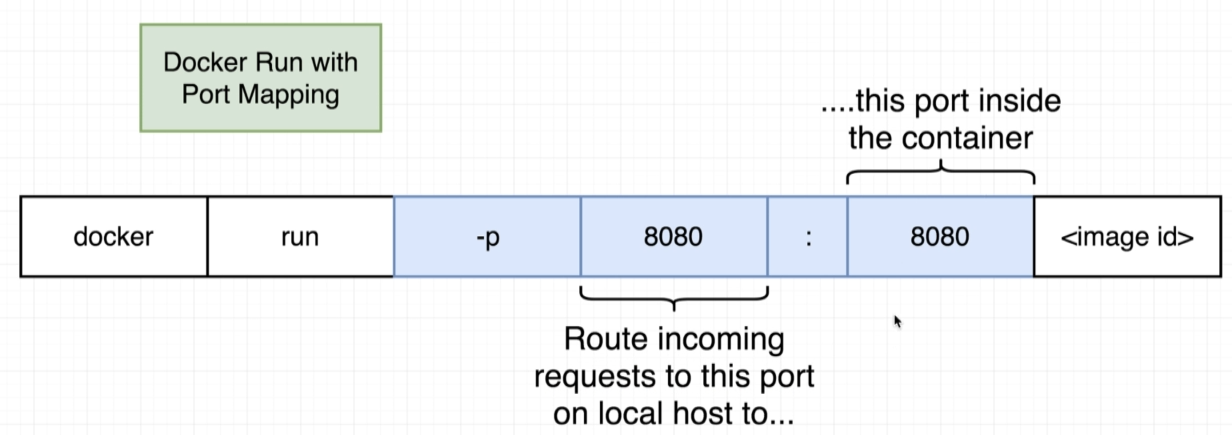 Docker Run with
Port Mapping
....this port inside
the container
docker run -p 8080 : 8080 <image id>
Route incoming
requests to this port
on local host to...